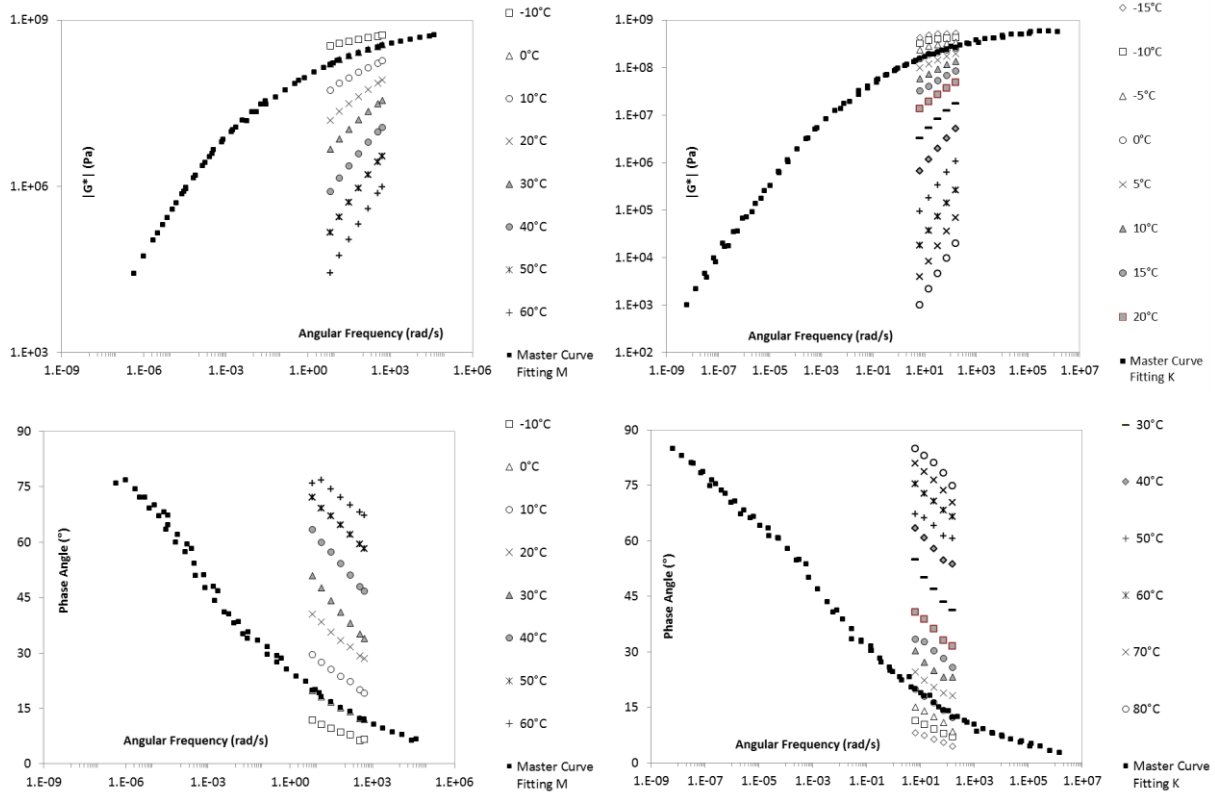 1.E+09
1.E+06
1.E+03
|G*| (Pa)
Angular Frequency (rad/s)
1.E-09 1.E-06 1.E-03 1.E+00 1.E+03 1.E+06
-10°C
0°C
10°C
20°C
30°C
40°C
50°C
60°C
Master Curve
Fitting M
1.E+09
1.E+08
1.E+07
1.E+06
1.E+05
1.E+04
1.E+03
1.E+02
|G*| (Pa)
Angular Frequency (rad/s)
1.E-09 1.E-07 1.E-05 1.E-03 1.E-01 1.E+01 1.E+03 1.E+05 1.E+07
-15°C
-10°C
-5°C
0°C
5°C
10°C
15°C
20°C
Master Curve
Fitting K
90
75
60
45
30
15
0
Phase Angle (°)
Angular Frequency (rad/s)
1.E-09 1.E-06 1.E-03 1.E+00 1.E+03 1.E+06
-10°C
0°C
10°C
20°C
30°C
40°C
50°C
60°C
Master Curve
Fitting M
90
75
60
45
30
15
0
Phase Angle (°)
Angular Frequency (rad/s)
1.E-09 1.E-07 1.E-05 1.E-03 1.E-01 1.E+01 1.E+03 1.E+05 1.E+07
30°C
40°C
50°C
60°C
70°C
80°C
Master Curve
Fitting K